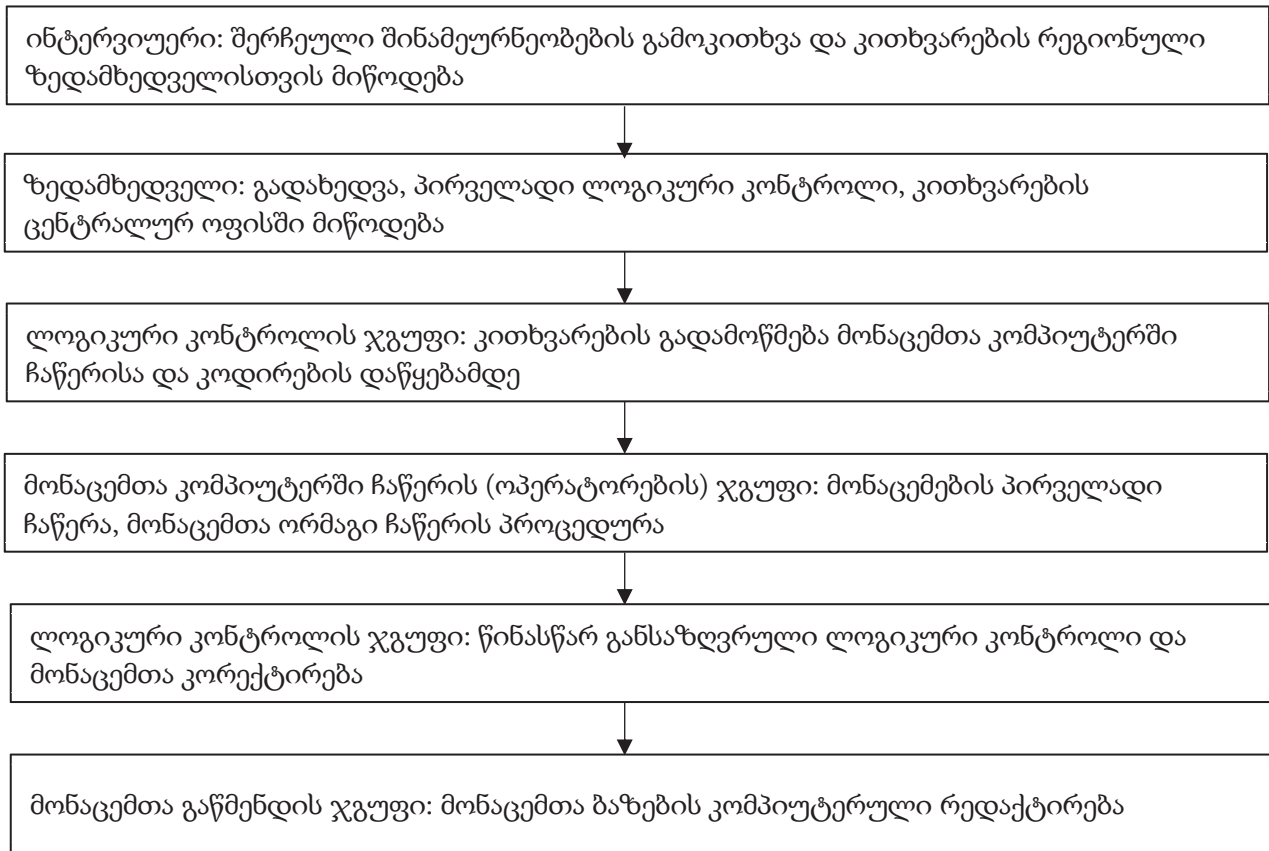 ინტერვიუერი: შერჩეული შინამეურნეობების გამოკითხვა და კითხვარების რეგიონული
ზედამხედველისთვის მიწოდება
ზედამხედველი: გადახედვა, პირველადი ლოგიკური კონტროლი, კითხვარების
ცენტრალურ ოფისში მიწოდება
ლოგიკური კონტროლის ჯგუფი: კითხვარების გადამოწმება მონაცემთა კომპიუტერში
ჩაწერისა და კოდირების დაწყებამდე
მონაცემთა კომპიუტერში ჩაწერის (ოპერატორების) ჯგუფი: მონაცემების პირველადი
ჩაწერა, მონაცემთა ორმაგი ჩაწერის პროცედურა
ლოგიკური კონტროლის ჯგუფი: წინასწარ განსაზღვრული ლოგიკური კონტროლი და
მონაცემთა კორექტირება
მონაცემთა გაწმენდის ჯგუფი: მონაცემთა ბაზების კომპიუტერული რედაქტირება